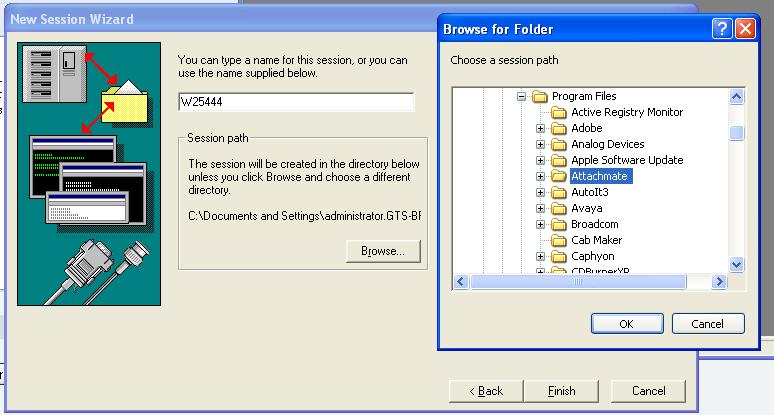 New Session Wizard
You can type a name for this session, or you can
use the name supplied below.
W25444
Session path
The session will be created in the directory below
unless you click Browse and choose a different
directory.
C:\Documents and Settings\administrator.GTS-BF
Browse...
< Back
Finish
Cancel
Browse for Folder
Choose a session path
Program Files
Active Registry Monitor
Adobe
Analog Devices
Apple Software Update
Attachmate
AutoIt3
Avaya
Broadcom
Cab Maker
Caphyon
CDBurnerXP
OK
Cancel